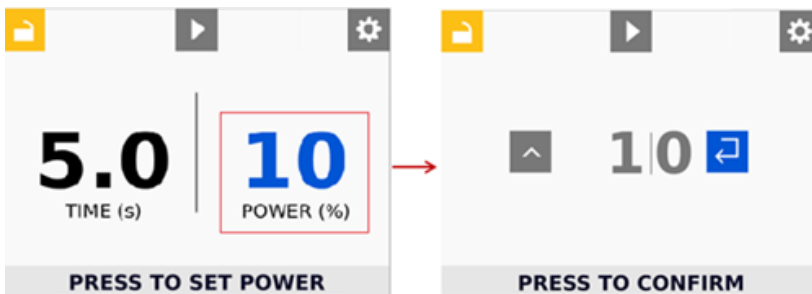 5.0 10
TIME (s) POWER (%)
PRESS TO SET POWER
10
PRESS TO CONFIRM